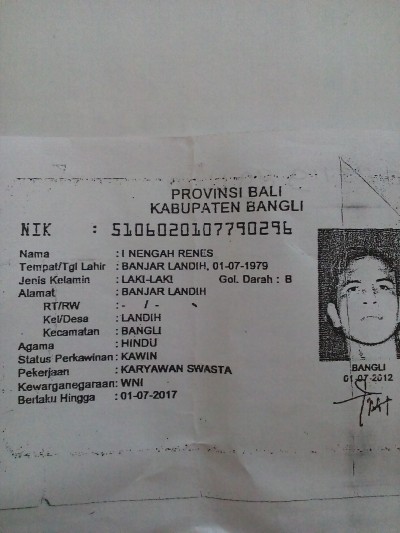 PROVINSI BALI
KABUPATEN BANGLI
NIK : 5106020107790296
Nama : I NENGAH RENES
Tempat/Tgl Lahir : BANJAR LANDIH, 01-07-1979
Jenis Kelamin : LAKI-LAKI Gol. Darah : B
Alamat : BANJAR LANDIH
RT/RW : - / -
Kel/Desa : LANDIH
Kecamatan : BANGLI
Agama : HINDU
Status Perkawinan : KAWIN
Pekerjaan : KARYAWAN SWASTA
Kewarganegaraan: WNI
Berlaku Hingga : 01-07-2017
BANGLI
01-07-2012